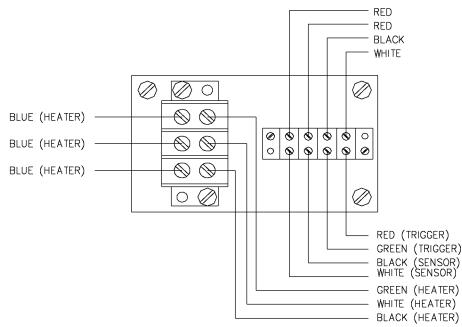 RED
RED
BLACK
WHITE
BLUE (HEATER)
BLUE (HEATER)
BLUE (HEATER)
RED (TRIGGER)
GREEN (TRIGGER)
BLACK (SENSOR)
WHITE (SENSOR)
GREEN (HEATER)
WHITE (HEATER)
BLACK (HEATER)